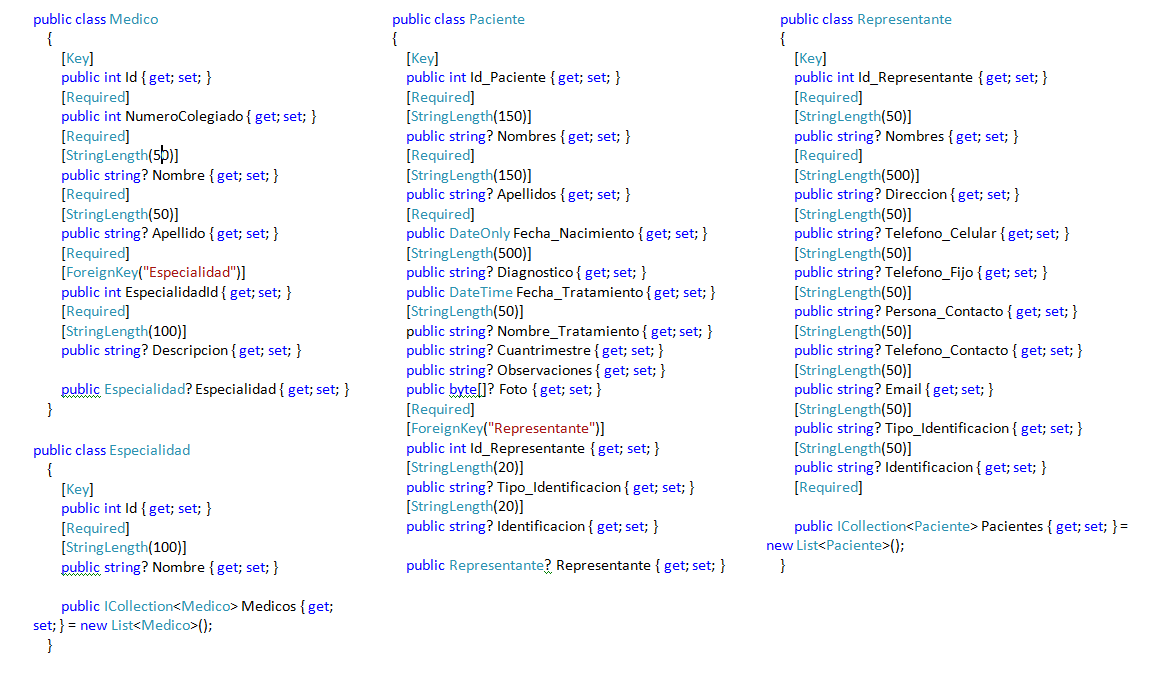 public class Medico
{
[Key]
public int Id { get; set; }
[Required]
public int NumeroColegiado { get; set; }
[Required]
[StringLength(50)]
public string? Nombre { get; set; }
[Required]
[StringLength(50)]
public string? Apellido { get; set; }
[Required]
[ForeignKey("Especialidad")]
public int EspecialidadId { get; set; }
[Required]
[StringLength(100)]
public string? Descripcion { get; set; }
public Especialidad? Especialidad { get; set; }
}
public class Especialidad
{
[Key]
public int Id { get; set; }
[Required]
[StringLength(100)]
public string? Nombre { get; set; }
public ICollection<Medico> Medicos { get;
set; } = new List<Medico>();
}
public class Paciente
{
[Key]
public int Id_Paciente { get; set; }
[Required]
[StringLength(150)]
public string? Nombres { get; set; }
[Required]
[StringLength(150)]
public string? Apellidos { get; set; }
[Required]
public DateOnly Fecha_Nacimiento { get; set; }
[StringLength(500)]
public string? Diagnostico { get; set; }
public DateTime Fecha_Tratamiento { get; set; }
[StringLength(50)]
public string? Nombre_Tratamiento { get; set; }
public string? Cuantrimestre { get; set; }
public string? Observaciones { get; set; }
public byte[]? Foto { get; set; }
[Required]
[ForeignKey("Representante")]
public int Id_Representante { get; set; }
[StringLength(20)]
public string? Tipo_Identificacion { get; set; }
[StringLength(20)]
public string? Identificacion { get; set; }
public Representante? Representante { get; set; }
public class Representante
{
[Key]
public int Id_Representante { get; set; }
[Required]
[StringLength(50)]
public string? Nombres { get; set; }
[Required]
[StringLength(500)]
public string? Direccion { get; set; }
[StringLength(50)]
public string? Telefono_Celular { get; set; }
[StringLength(50)]
public string? Telefono_Fijo { get; set; }
[StringLength(50)]
public string? Persona_Contacto { get; set; }
[StringLength(50)]
public string? Telefono_Contacto { get; set; }
[StringLength(50)]
public string? Email { get; set; }
[StringLength(50)]
public string? Tipo_Identificacion { get; set; }
[StringLength(50)]
public string? Identificacion { get; set; }
[Required]
public ICollection<Paciente> Pacientes { get; set; } =
new List<Paciente>();
}